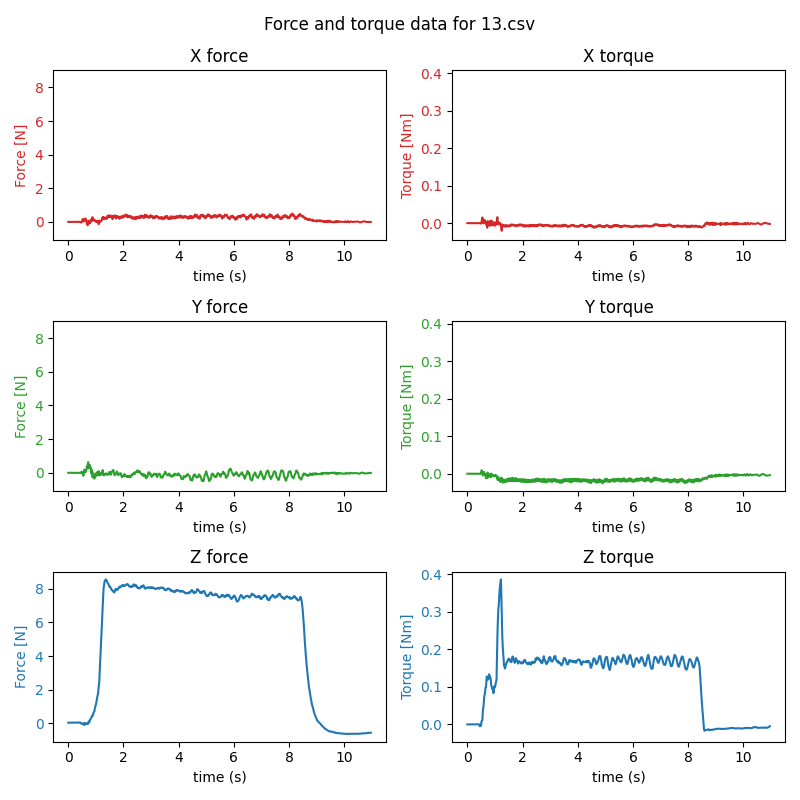 Force and torque data for 13.csv
X force
X torque
Force [N]
8
6
4
2
0
0 2 4 6 8 10
time (s)
Torque [Nm]
0.4
0.3
0.2
0.1
0.0
0 2 4 6 8 10
time (s)
Y force
Y torque
Force [N]
8
6
4
2
0
0 2 4 6 8 10
time (s)
Torque [Nm]
0.4
0.3
0.2
0.1
0.0
0 2 4 6 8 10
time (s)
Z force
Z torque
Force [N]
8
6
4
2
0
0 2 4 6 8 10
time (s)
Torque [Nm]
0.4
0.3
0.2
0.1
0.0
0 2 4 6 8 10
time (s)